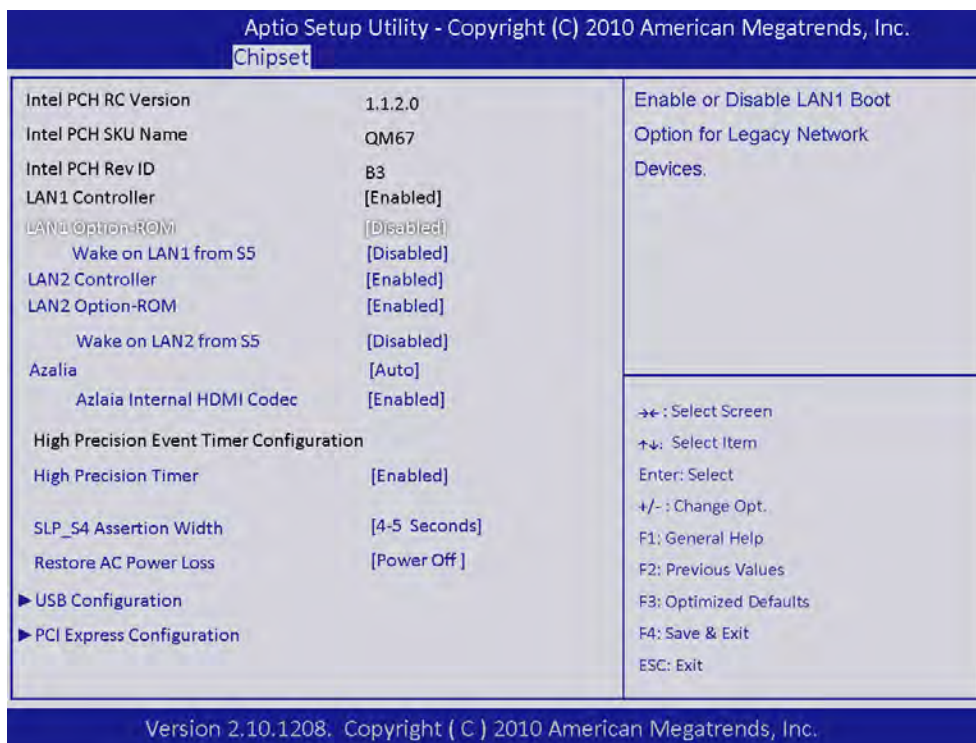 Aptio Setup Utility - Copyright (C) 2010 American Megatrends, Inc.
Chipset
Intel PCH RC Version 1.1.2.0
Intel PCH SKU Name QM67
Intel PCH Rev ID B3
LAN1 Controller [Enabled]
LAN1 Option-ROM [Disabled]
Wake on LAN1 from S5 [Disabled]
LAN2 Controller [Enabled]
LAN2 Option-ROM [Enabled]
Wake on LAN2 from S5 [Disabled]
Azalia [Auto]
Azlaia Internal HDMI Codec [Enabled]
High Precision Event Timer Configuration
High Precision Timer [Enabled]
SLP_S4 Assertion Width [4-5 Seconds]
Restore AC Power Loss [Power Off ]
►USB Configuration
►PCI Express Configuration
Enable or Disable LAN1 Boot
Option for Legacy Network
Devices.
→←: Select Screen
↑↓: Select Item
Enter: Select
+/- : Change Opt.
F1: General Help
F2: Previous Values
F3: Optimized Defaults
F4: Save & Exit
ESC: Exit
Version 2.10.1208. Copyright ( C ) 2010 American Megatrends, Inc.